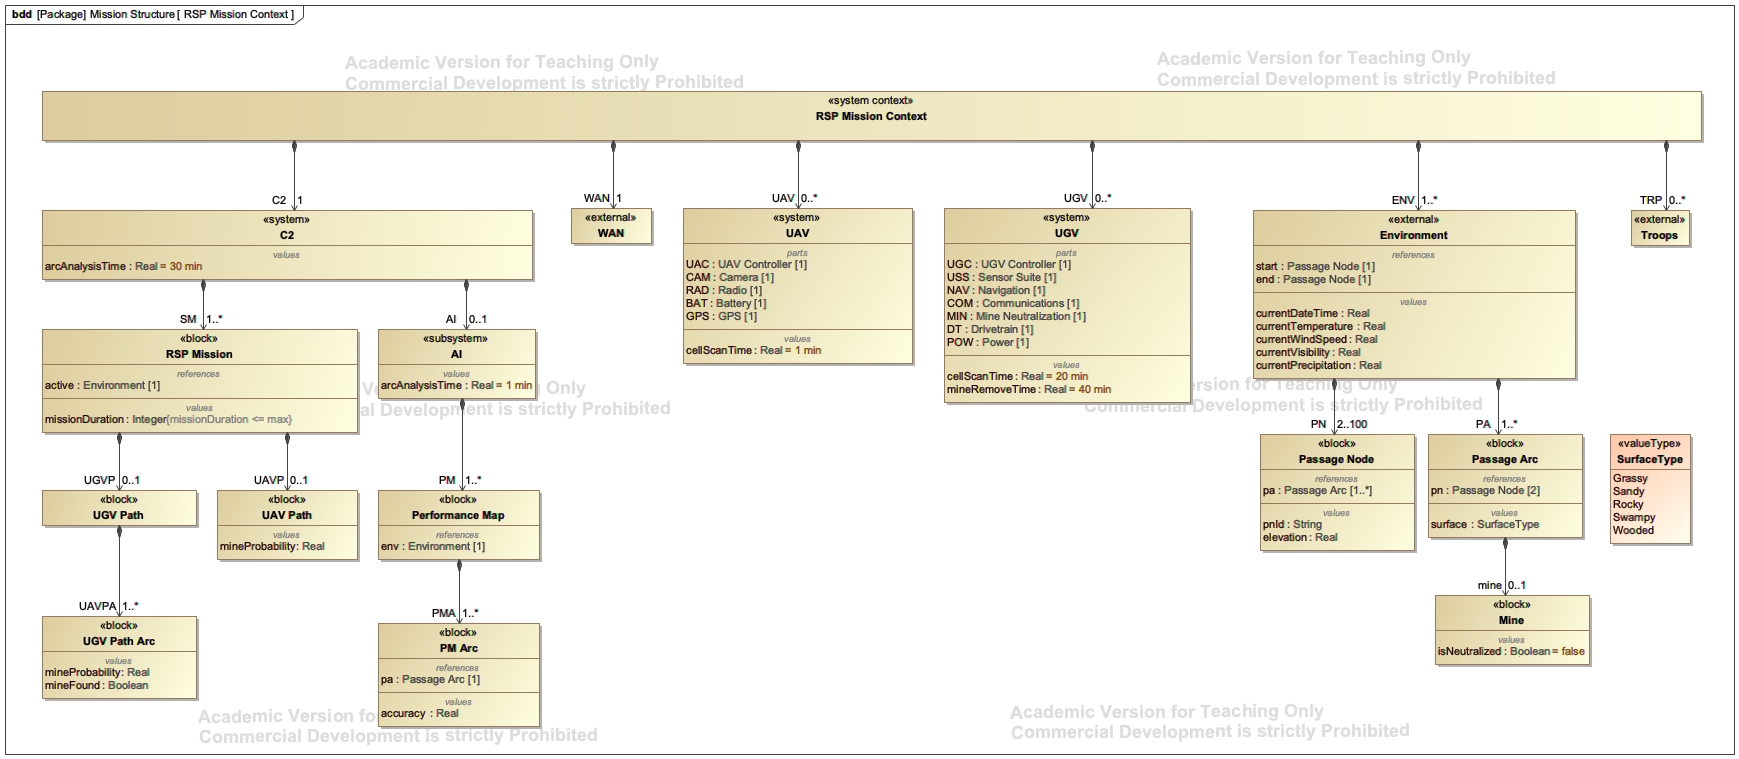 bdd [Package] Mission Structure [ RSP Mission Context ]
Academic Version for Teaching Only
Commercial Development is strictly Prohibited
Academic Version for Teaching Only
Commercial Development is strictly Prohibited
«system context»
RSP Mission Context
C2 1
WAN 1
UAV 0..*
UGV 0..*
ENV 1..*
TRP 0..*
«system»
C2
values
arcAnalysisTime : Real = 30 min
«external»
WAN
«system»
UAV
parts
UAC : UAV Controller [1]
CAM : Camera [1]
RAD : Radio [1]
BAT : Battery [1]
GPS : GPS [1]
values
cellScanTime : Real = 1 min
«system»
UGV
parts
UGC : UGV Controller [1]
USS : Sensor Suite [1]
NAV : Navigation [1]
COM : Communications [1]
MIN : Mine Neutralization [1]
DT : Drivetrain [1]
POW : Power [1]
values
cellScanTime : Real = 20 min
mineRemoveTime : Real = 40 min
«external»
Environment
references
start : Passage Node [1]
end : Passage Node [1]
values
currentDateTime : Real
currentTemperature : Real
currentWindSpeed : Real
currentVisibility : Real
currentPrecipitation : Real
«external»
Troops
SM 1..*
AI 0..1
«block»
RSP Mission
references
active : Environment [1]
values
missionDuration : Integer{missionDuration <= max}
«subsystem»
AI
values
arcAnalysisTime : Real = 1 min
Only
al Development is strictly Prohibited
ersion for Teaching Only
Commercial Development is strictly Prohibited
UGVP 0..1
UAVP 0..1
PM 1..*
PN 2..100
PA 1..*
«block»
UGV Path
«block»
UAV Path
values
mineProbability: Real
«block»
Performance Map
references
env : Environment [1]
«block»
Passage Node
references
pa : Passage Arc [1..*]
values
pnId : String
elevation : Real
«block»
Passage Arc
references
pn : Passage Node [2]
values
surface : SurfaceType
«valueType»
SurfaceType
Grassy
Sandy
Rocky
Swampy
Wooded
UAVPA 1..*
PMA 1..*
mine 0..1
«block»
UGV Path Arc
values
mineProbability: Real
mineFound : Boolean
«block»
PM Arc
references
pa : Passage Arc [1]
values
accuracy : Real
«block»
Mine
values
isNeutralized : Boolean = false
Academic Version fo
Commercial Development is strictly Prohibited
Academic Version for Teaching Only
Commercial Development is strictly Prohibited